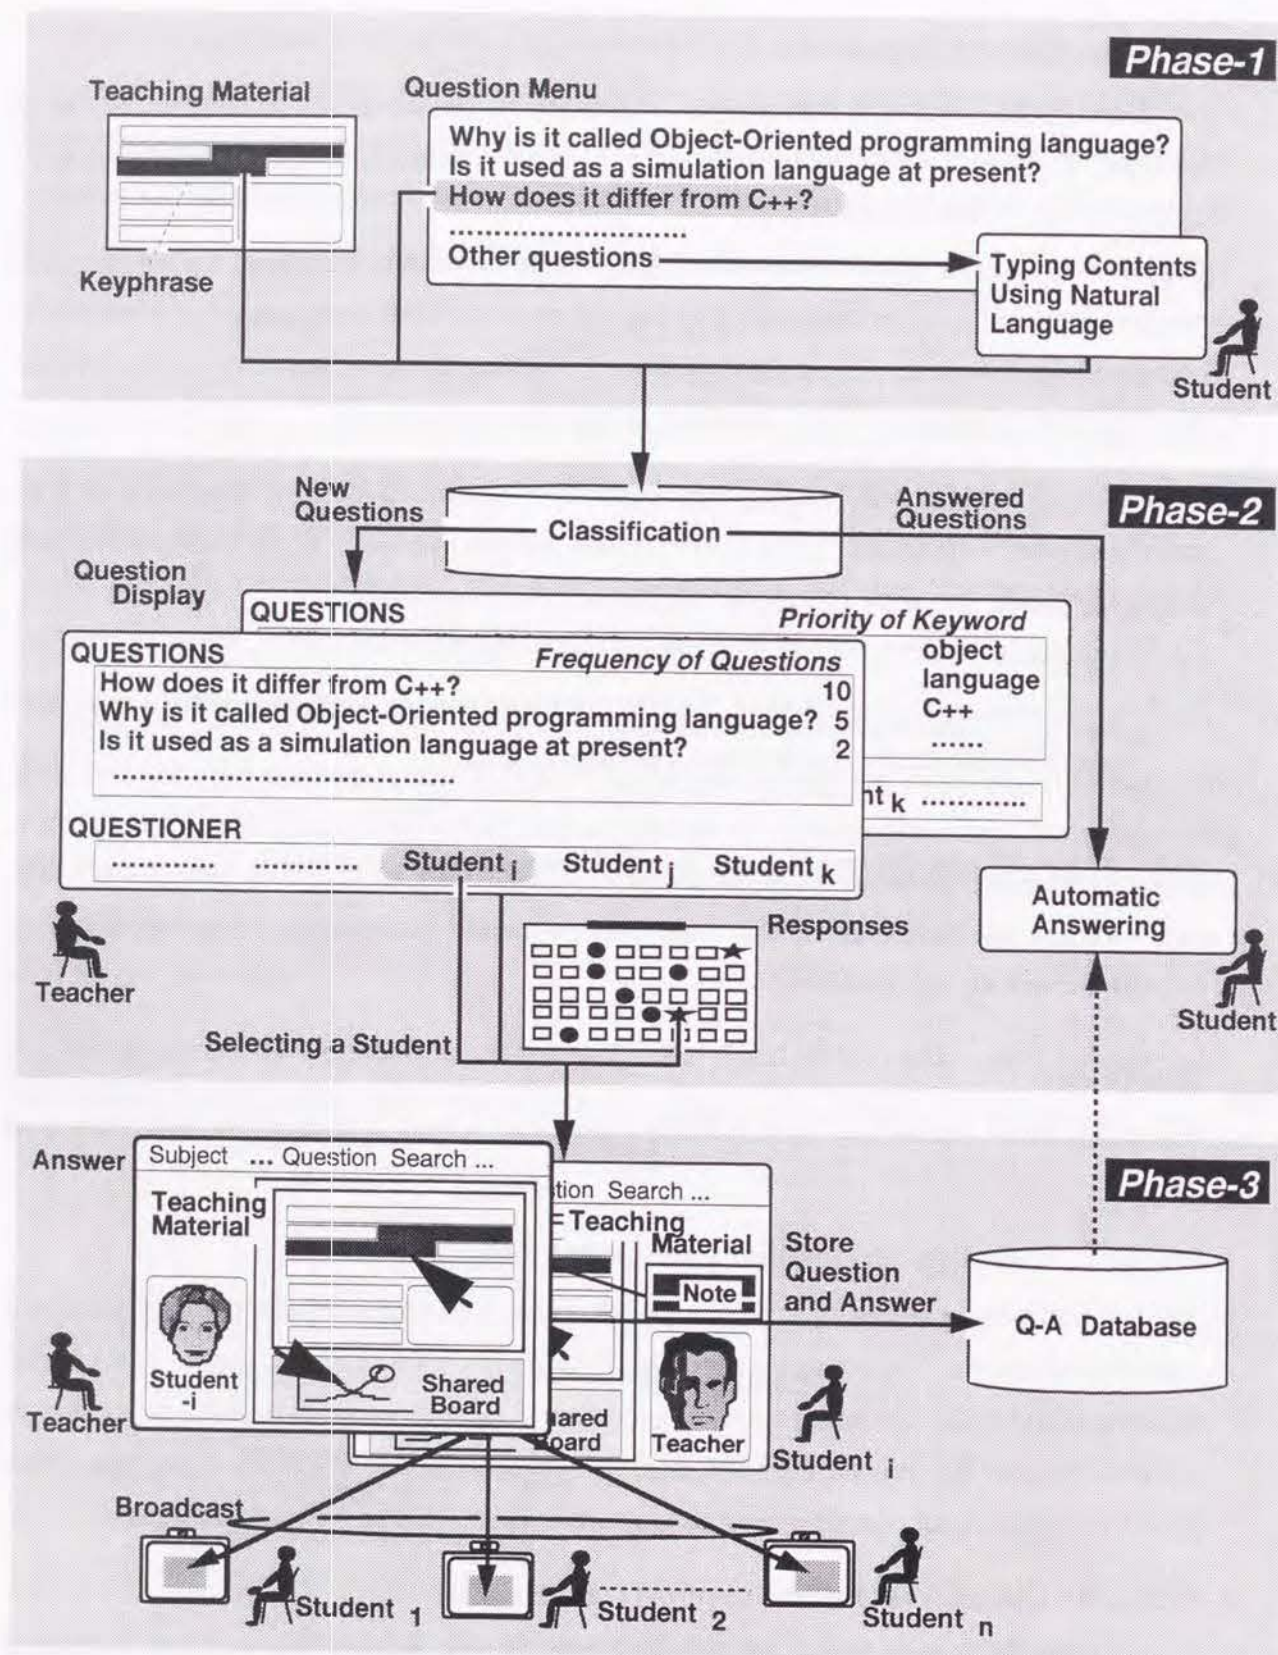 Phase-1
Teaching Material
Question Menu
Why is it called Object-Oriented programming language?
Is it used as a simulation language at present?
How does it differ from C++?
..........................
Other questions
Typing Contents
Using Natural
Language
Keyphrase
Student
Phase-2
New
Questions
Classification
Answered
Questions
Question
Display
QUESTIONS
Priority of Keyword
object
language
C++
......
nt k ............
QUESTIONS
Frequency of Questions
How does it differ from C++? 10
Why is it called Object-Oriented programming language? 5
Is it used as a simulation language at present? 2
.....................................
QUESTIONER
............ ............ Student i Student j Student k
Teacher
Responses
Selecting a Student
Automatic
Answering
Student
Phase-3
Answer
Subject ... Question Search ...
Teaching
Material
Student
-i
Shared
Board
Teacher
tion Search ...
Teaching
Material
Note
ared
Board
Teacher
Student i
Store
Question
and Answer
Q-A Database
Broadcast
Student 1
Student 2
Student n